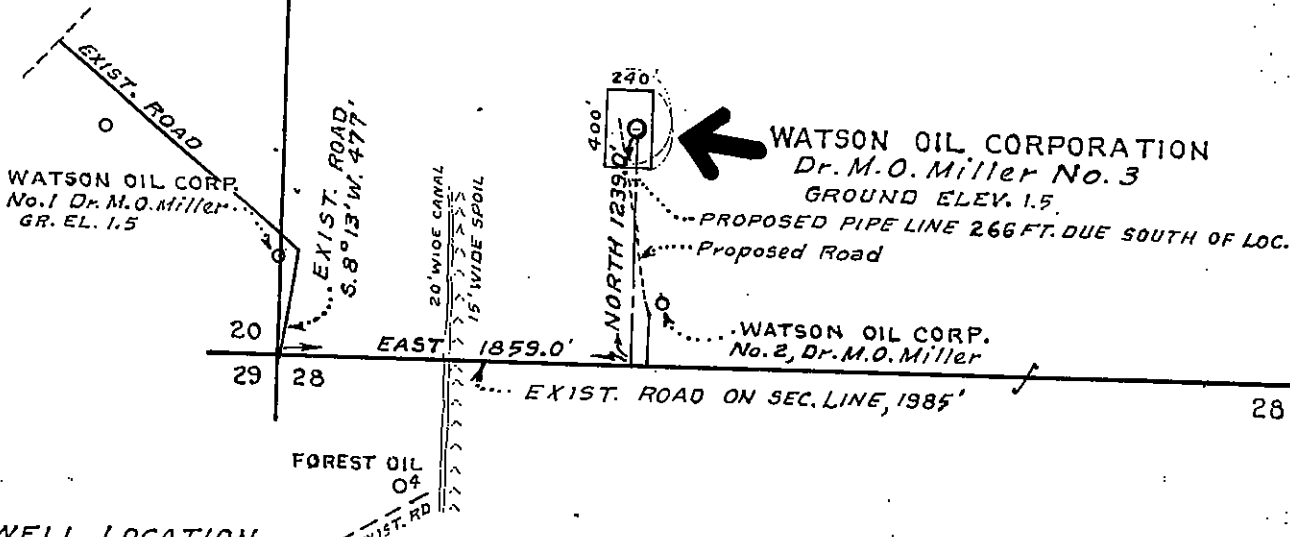 EXIST. ROAD
WATSON OIL CORP.
No.1 Dr. M.O. Miller
GR. EL. 1.5
EXIST. ROAD
S. 8° 13' W. 477'
20' WIDE CANAL
15' WIDE SPOIL
240'
400'
NORTH 1239.0'
WATSON OIL CORPORATION
Dr. M.O. Miller No. 3
GROUND ELEV. 1.5
PROPOSED PIPE LINE 266 FT. DUE SOUTH OF LOC.
Proposed Road
WATSON OIL CORP.
No. 2, Dr. M.O. Miller
20
EAST 1859.0'
29 28
EXIST. ROAD ON SEC. LINE, 1985'
28
FOREST OIL
4
WELL LOCATION